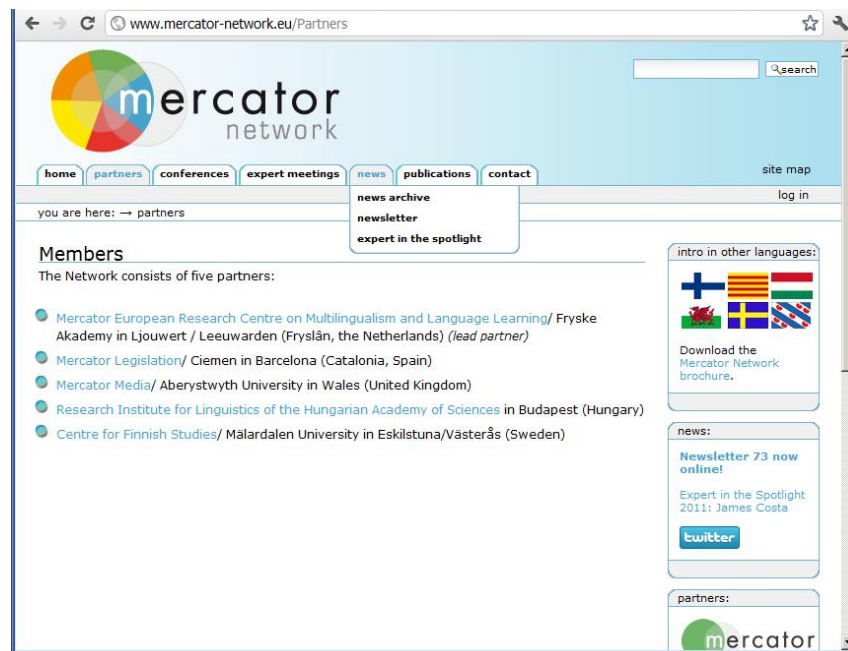 www.mercator-network.eu/Partners
mercator
network
search
home partners conferences expert meetings news publications contact
site map
log in
news archive
newsletter
expert in the spotlight
you are here: → partners
Members
The Network consists of five partners:
Mercator European Research Centre on Multilingualism and Language Learning/ Fryske
Akademy in Ljouwert / Leeuwarden (Fryslân, the Netherlands) (lead partner)
Mercator Legislation/ Ciemen in Barcelona (Catalonia, Spain)
Mercator Media/ Aberystwyth University in Wales (United Kingdom)
Research Institute for Linguistics of the Hungarian Academy of Sciences in Budapest (Hungary)
Centre for Finnish Studies/ Mälardalen University in Eskilstuna/Västerås (Sweden)
intro in other languages:
Download the
Mercator Network
brochure.
news:
Newsletter 73 now
online!
Expert in the Spotlight
2011: James Costa
twitter
partners:
mercator